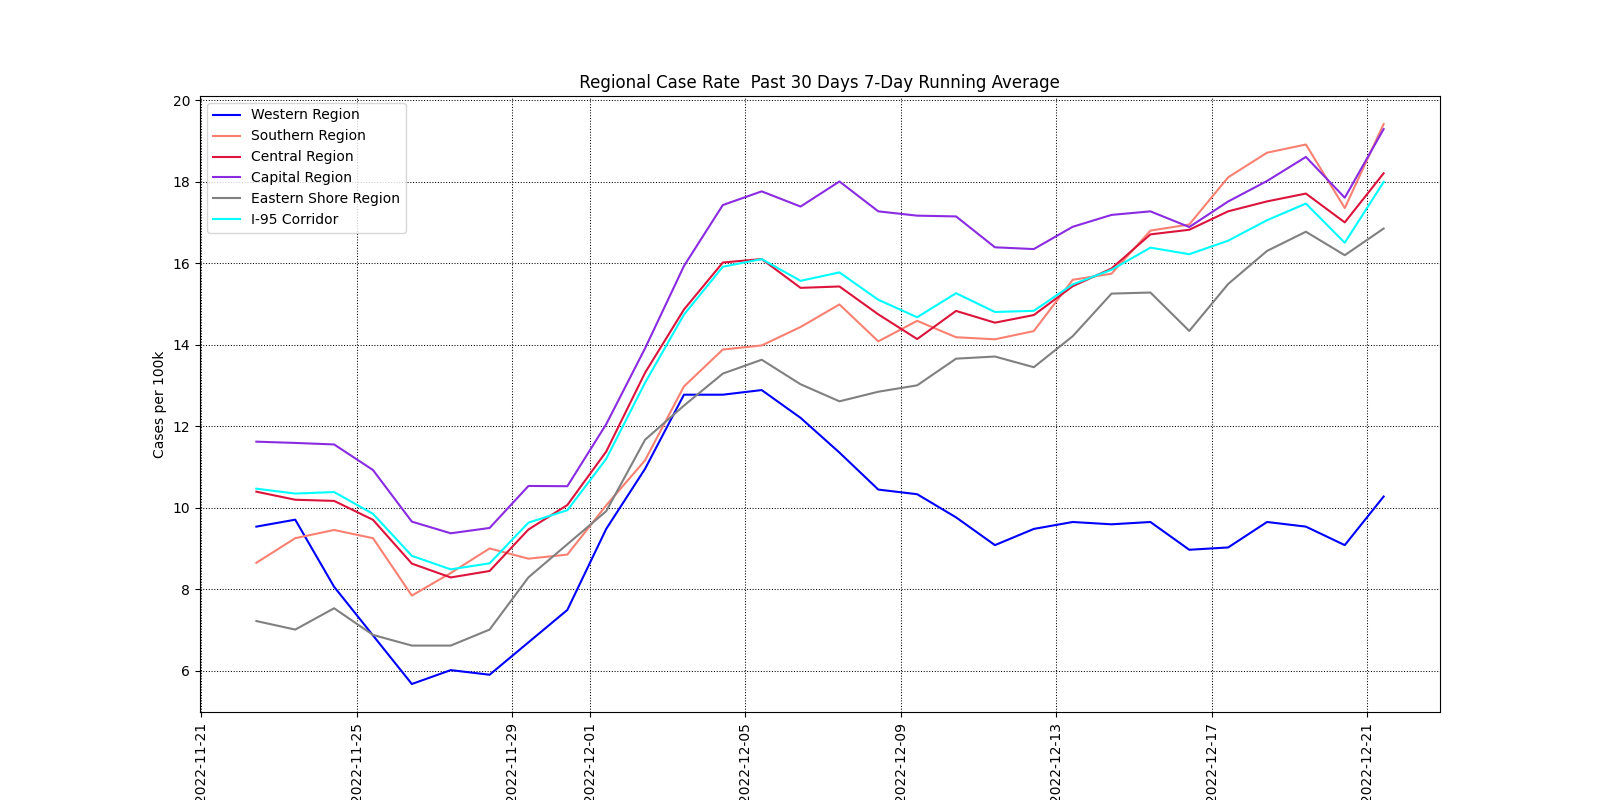 Regional Case Rate  Past 30 Days 7-Day Running Average
20
18
16
14
12
10
8
6
Cases per 100k
Western Region
Southern Region
Central Region
Capital Region
Eastern Shore Region
I-95 Corridor
2022-11-21
2022-11-25
2022-11-29
2022-12-01
2022-12-05
2022-12-09
2022-12-13
2022-12-17
2022-12-21